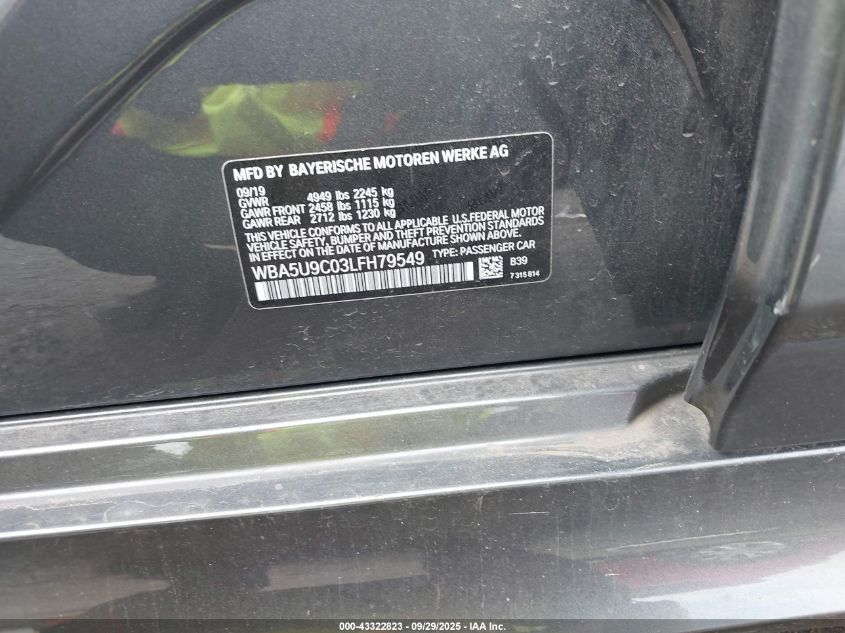 MFD BY BAYERISCHE MOTOREN WERKE AG
09/19
GVWR 4949 lbs 2245 kg
GAWR FRONT 2458 lbs 1115 kg
GAWR REAR 2712 lbs 1230 kg
THIS VEHICLE CONFORMS TO ALL APPLICABLE U.S.FEDERAL MOTOR
VEHICLE SAFETY, BUMPER AND THEFT PREVENTION STANDARDS
IN EFFECT ON THE DATE OF MANUFACTURE SHOWN ABOVE.
WBA5U9C03LFH79549 TYPE: PASSENGER CAR
B39
7315814
000-43322823 - 09/29/2025 - IAA Inc.